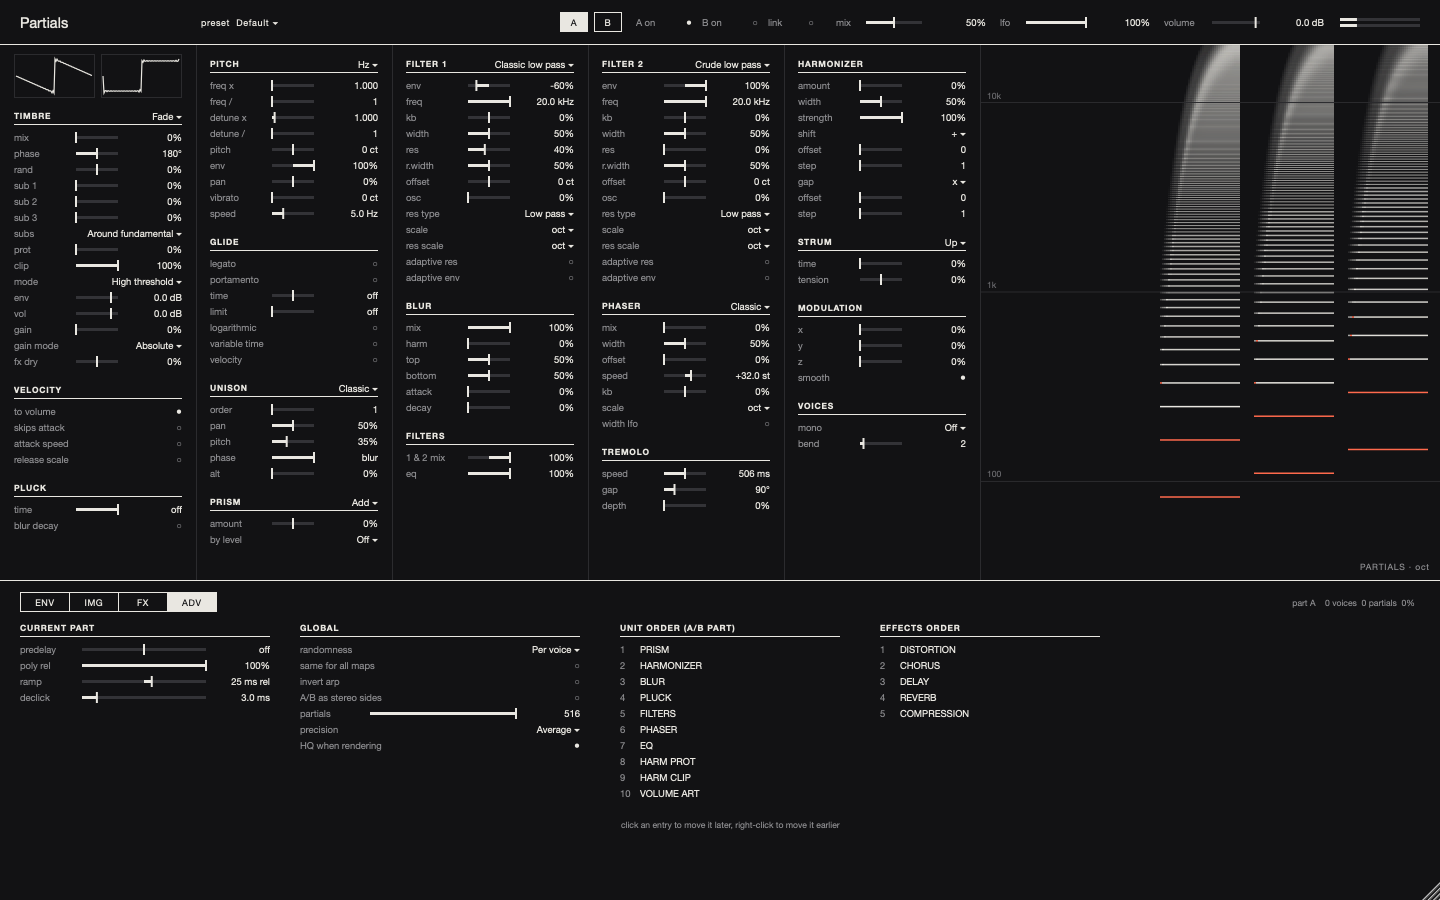 Partials
preset Default
A B A on B on link mix 50% lfo 100% volume 0.0 dB
TIMBRE Fade
mix 0%
phase 180°
rand 0%
sub 1 0%
sub 2 0%
sub 3 0%
subs Around fundamental
prot 0%
clip 100%
mode High threshold
env 0.0 dB
vol 0.0 dB
gain 0%
gain mode Absolute
fx dry 0%
VELOCITY
to volume
skips attack
attack speed
release scale
PLUCK
time off
blur decay
PITCH Hz
freq x 1.000
freq / 1
detune x 1.000
detune / 1
pitch 0 ct
env 100%
pan 0%
vibrato 0 ct
speed 5.0 Hz
GLIDE
legato
portamento
time off
limit off
logarithmic
variable time
velocity
UNISON Classic
order 1
pan 50%
pitch 35%
phase blur
alt 0%
PRISM Add
amount 0%
by level Off
FILTER 1 Classic low pass
env -60%
freq 20.0 kHz
kb 0%
width 50%
res 40%
r.width 50%
offset 0 ct
osc 0%
res type Low pass
scale oct
res scale oct
adaptive res
adaptive env
BLUR
mix 100%
harm 0%
top 50%
bottom 50%
attack 0%
decay 0%
FILTERS
1 & 2 mix 100%
eq 100%
FILTER 2 Crude low pass
env 100%
freq 20.0 kHz
kb 0%
width 50%
res 0%
r.width 50%
offset 0 ct
osc 0%
res type Low pass
scale oct
res scale oct
adaptive res
adaptive env
PHASER Classic
mix 0%
width 50%
offset 0%
speed +32.0 st
kb 0%
scale oct
width lfo
TREMOLO
speed 506 ms
gap 90°
depth 0%
HARMONIZER
amount 0%
width 50%
strength 100%
shift +
offset 0
step 1
gap x
offset 0
step 1
STRUM Up
time 0%
tension 0%
MODULATION
x 0%
y 0%
z 0%
smooth
VOICES
mono Off
bend 2
10k
1k
100
PARTIALS · oct
ENV IMG FX ADV
part A 0 voices 0 partials 0%
CURRENT PART
predelay off
poly rel 100%
ramp 25 ms rel
declick 3.0 ms
GLOBAL
randomness Per voice
same for all maps
invert arp
A/B as stereo sides
partials 516
precision Average
HQ when rendering
UNIT ORDER (A/B PART)
1 PRISM
2 HARMONIZER
3 BLUR
4 PLUCK
5 FILTERS
6 PHASER
7 EQ
8 HARM PROT
9 HARM CLIP
10 VOLUME ART
click an entry to move it later, right-click to move it earlier
EFFECTS ORDER
1 DISTORTION
2 CHORUS
3 DELAY
4 REVERB
5 COMPRESSION